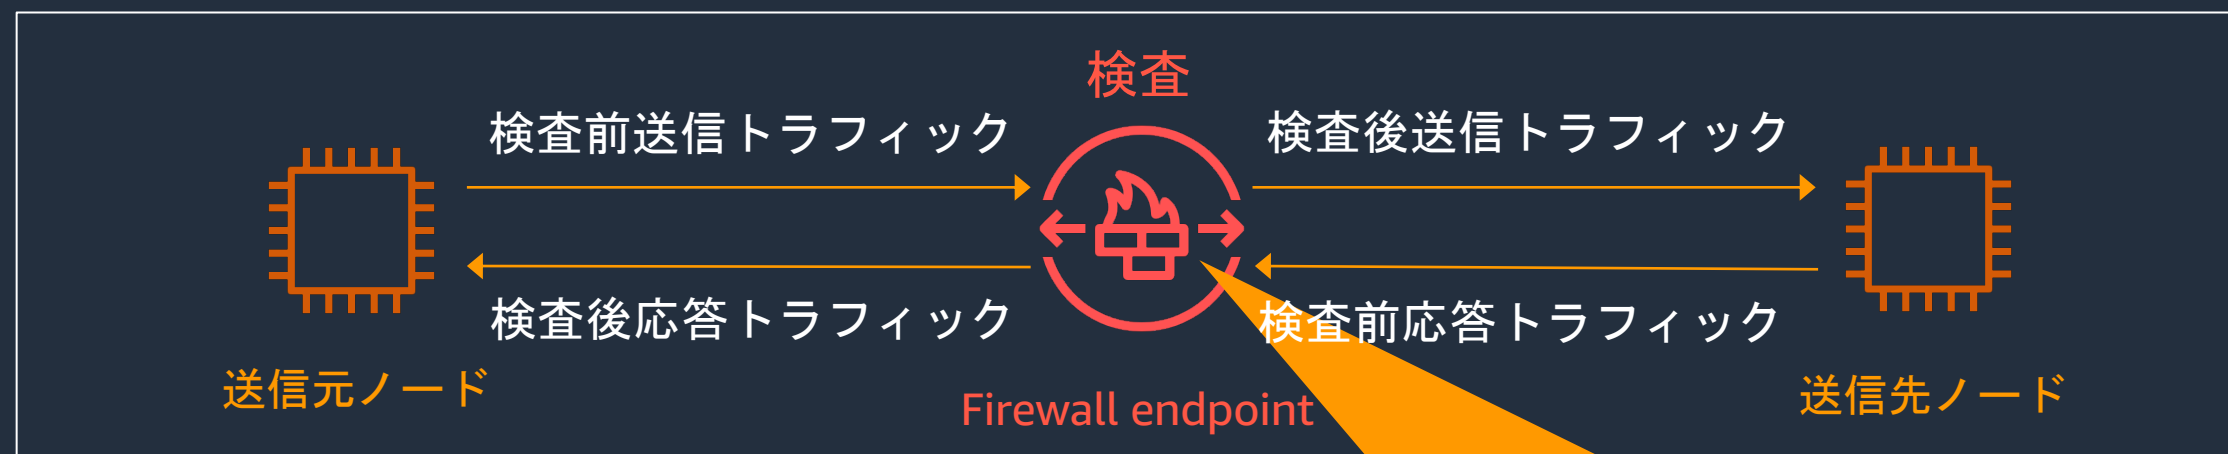 検査
検査前送信トラフィック
検査後送信トラフィック
検査後応答トラフィック
検査前応答トラフィック
送信元ノード
Firewall endpoint
送信先ノード